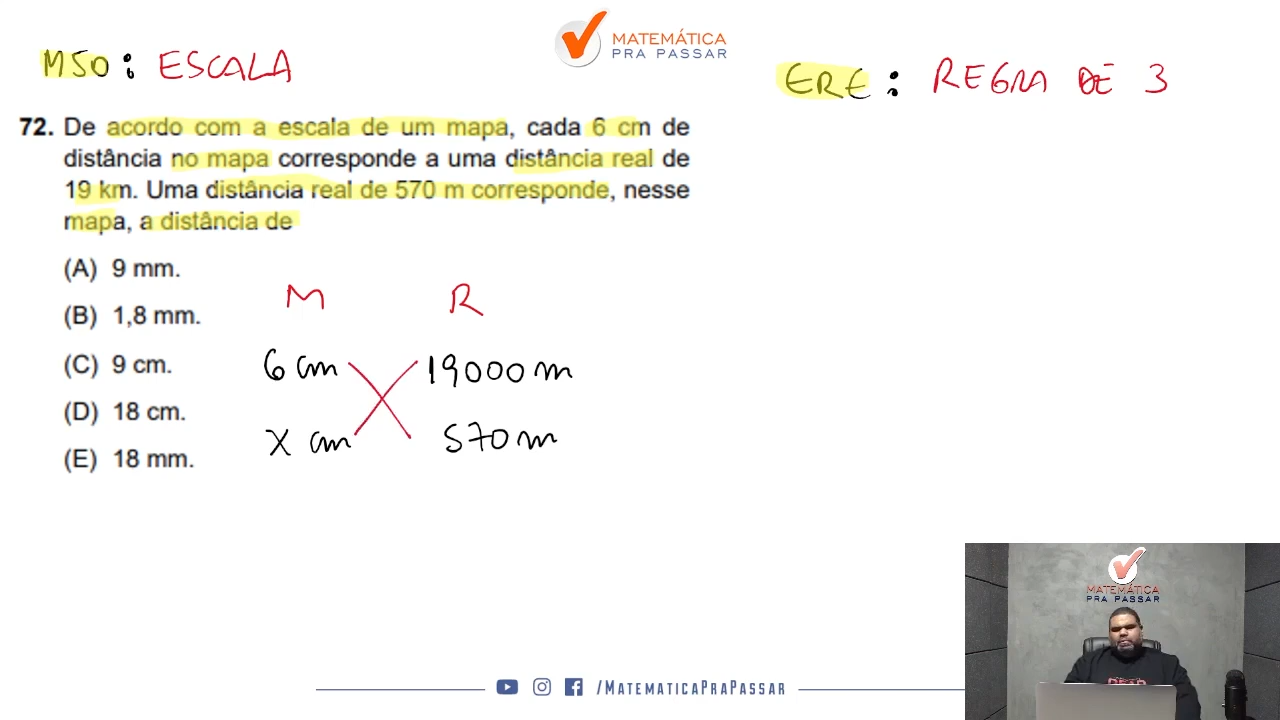 MATEMÁTICA
PRA PASSAR
M50: ESCALA
ERE: REGRA DE 3
72. De acordo com a escala de um mapa, cada 6 cm de
distância no mapa corresponde a uma distância real de
19 km. Uma distância real de 570 m corresponde, nesse
mapa, a distância de
(A) 9 mm.
(B) 1,8 mm.
(C) 9 cm.
(D) 18 cm.
(E) 18 mm.
M R
6 cm 19000 m
X cm 570 m
MATEMÁTICA
PRA PASSAR
/MATEMATICAPRAPASSAR